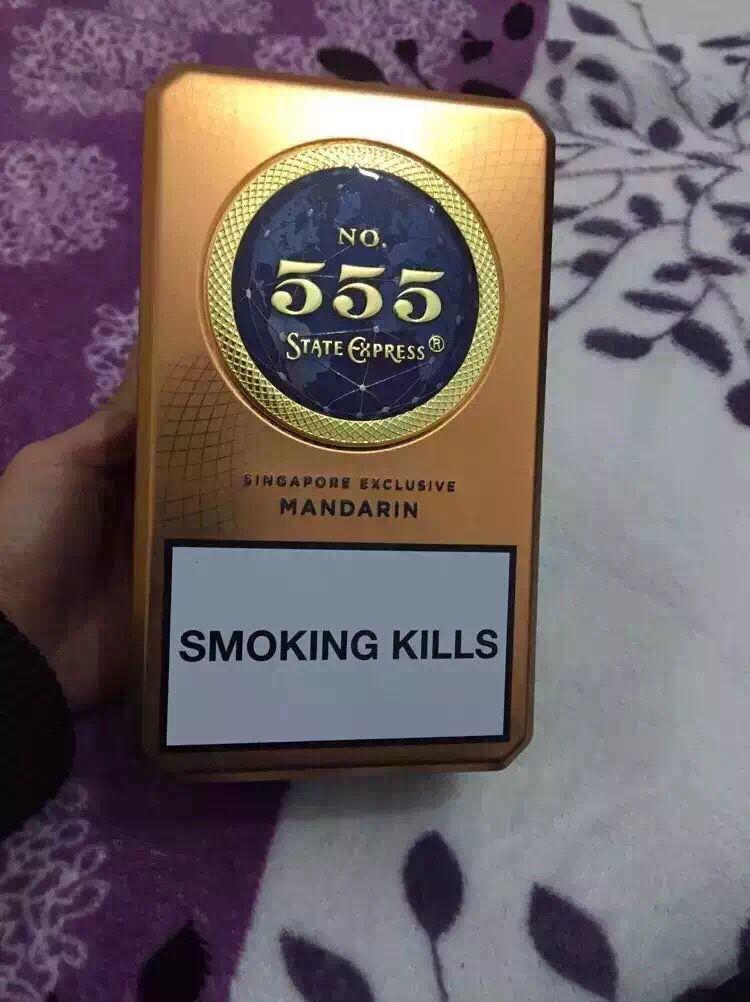 NO.
555
STATE EXPRESS®
SINGAPORE EXCLUSIVE
MANDARIN
SMOKING KILLS